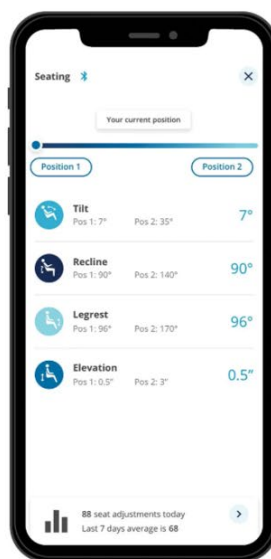 Seating
Your current position
Position 1
Position 2
Tilt
Pos 1: 7° Pos 2: 35°
7°
Recline
Pos 1: 90° Pos 2: 140°
90°
Legrest
Pos 1: 96° Pos 2: 170°
96°
Elevation
Pos 1: 0.5" Pos 2: 3"
0.5"
88 seat adjustments today
Last 7 days average is 68